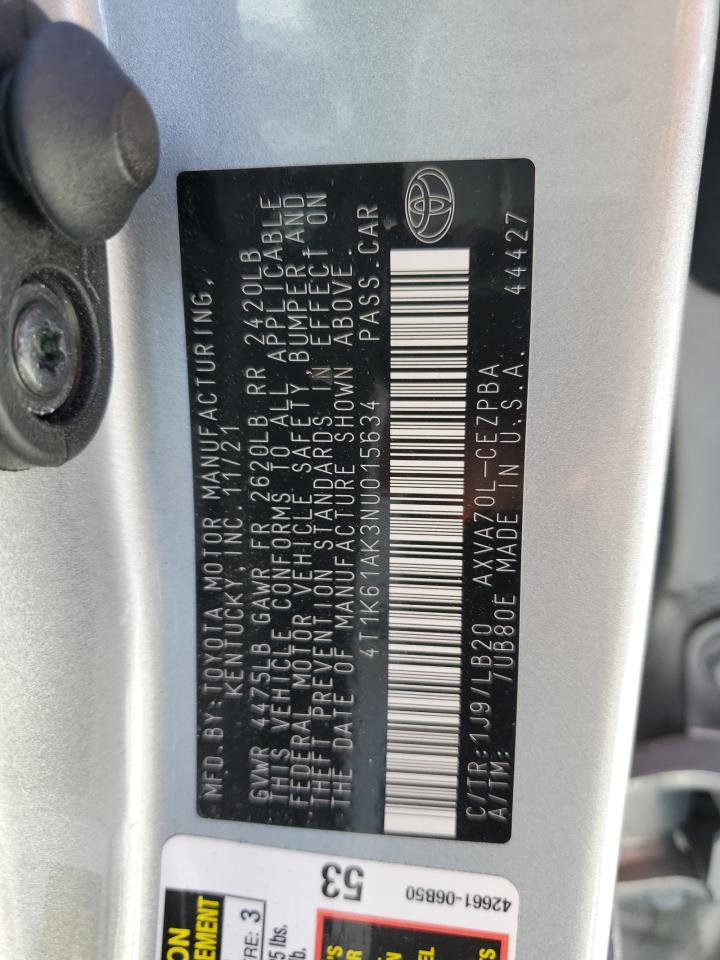 MFD. BY: TOYOTA MOTOR MANUFACTURING,
KENTUCKY, INC. 11/21
GVWR 4475LB GAWR FR 2620LB RR 2420LB
THIS VEHICLE CONFORMS TO ALL APPLICABLE
FEDERAL MOTOR VEHICLE SAFETY, BUMPER AND
THEFT PREVENTION STANDARDS IN EFFECT ON
THE DATE OF MANUFACTURE SHOWN ABOVE.
4T1K61AK3NU015634 PASS. CAR
C/TR: 1J9/LB20 AXVA70L-CEZPBA
A/TM: 7UB80E MADE IN U.S.A. 44427
53
42661-06B50
3
lbs.